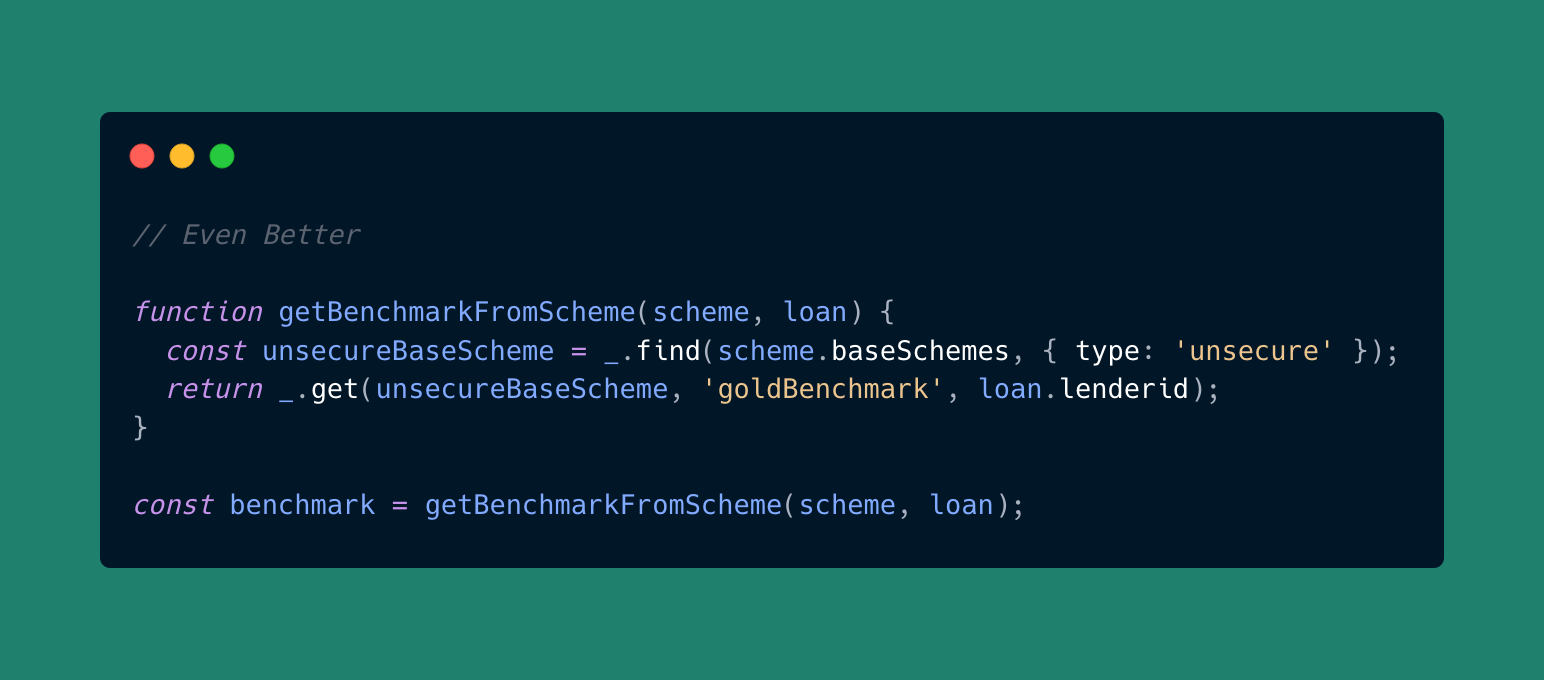 // Even Better
function getBenchmarkFromScheme(scheme, loan) {
  const unsecureBaseScheme = _.find(scheme.baseSchemes, { type: 'unsecure' });
  return _.get(unsecureBaseScheme, 'goldBenchmark', loan.lenderid);
}
const benchmark = getBenchmarkFromScheme(scheme, loan);